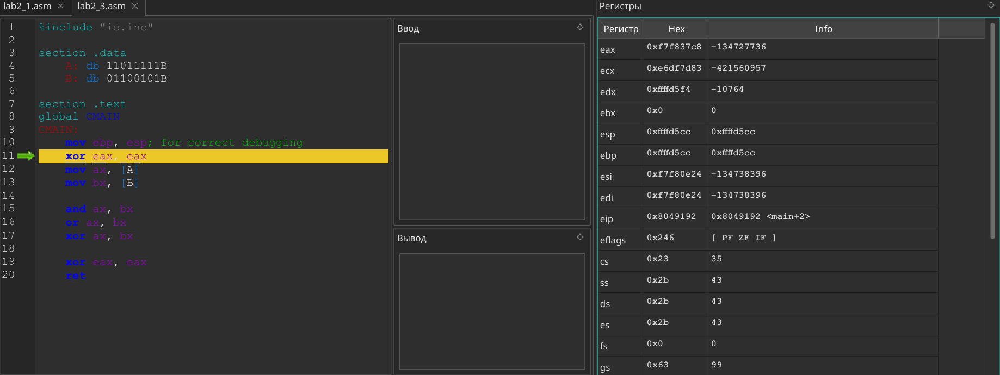 lab2_1.asm × lab2_3.asm ×
1 %include "io.inc"
2
3 section .data
4 A: db 11011111B
5 B: db 01100101B
6
7 section .text
8 global CMAIN
9 CMAIN:
10 mov ebp, esp; for correct debugging
11 xor eax, eax
12 mov ax, [A]
13 mov bx, [B]
14
15 and ax, bx
16 or ax, bx
17 xor ax, bx
18
19 xor eax, eax
20 ret
Ввод
Вывод
Регистры
Регистр Hex Info
eax 0xf7f837c8 -134727736
ecx 0xe6df7d83 -421560957
edx 0xffffd5f4 -10764
ebx 0x0 0
esp 0xffffd5cc 0xffffd5cc
ebp 0xffffd5cc 0xffffd5cc
esi 0xf7f80e24 -134738396
edi 0xf7f80e24 -134738396
eip 0x8049192 0x8049192 <main+2>
eflags 0x246 [ PF ZF IF ]
cs 0x23 35
ss 0x2b 43
ds 0x2b 43
es 0x2b 43
fs 0x0 0
gs 0x63 99